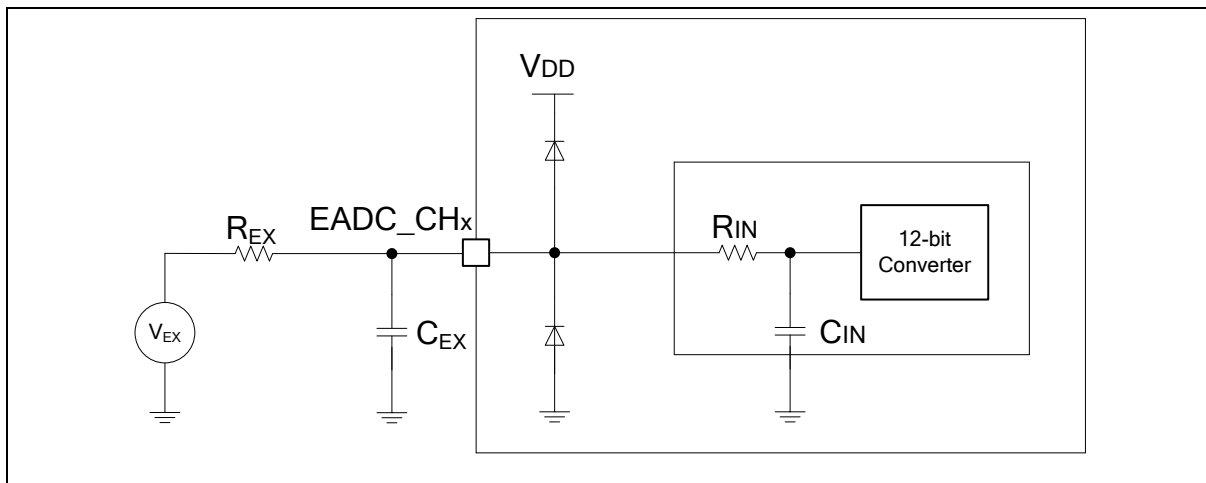 VDD
EADC_CHx
REX
RIN
12-bit
Converter
VEX
CEX
CIN